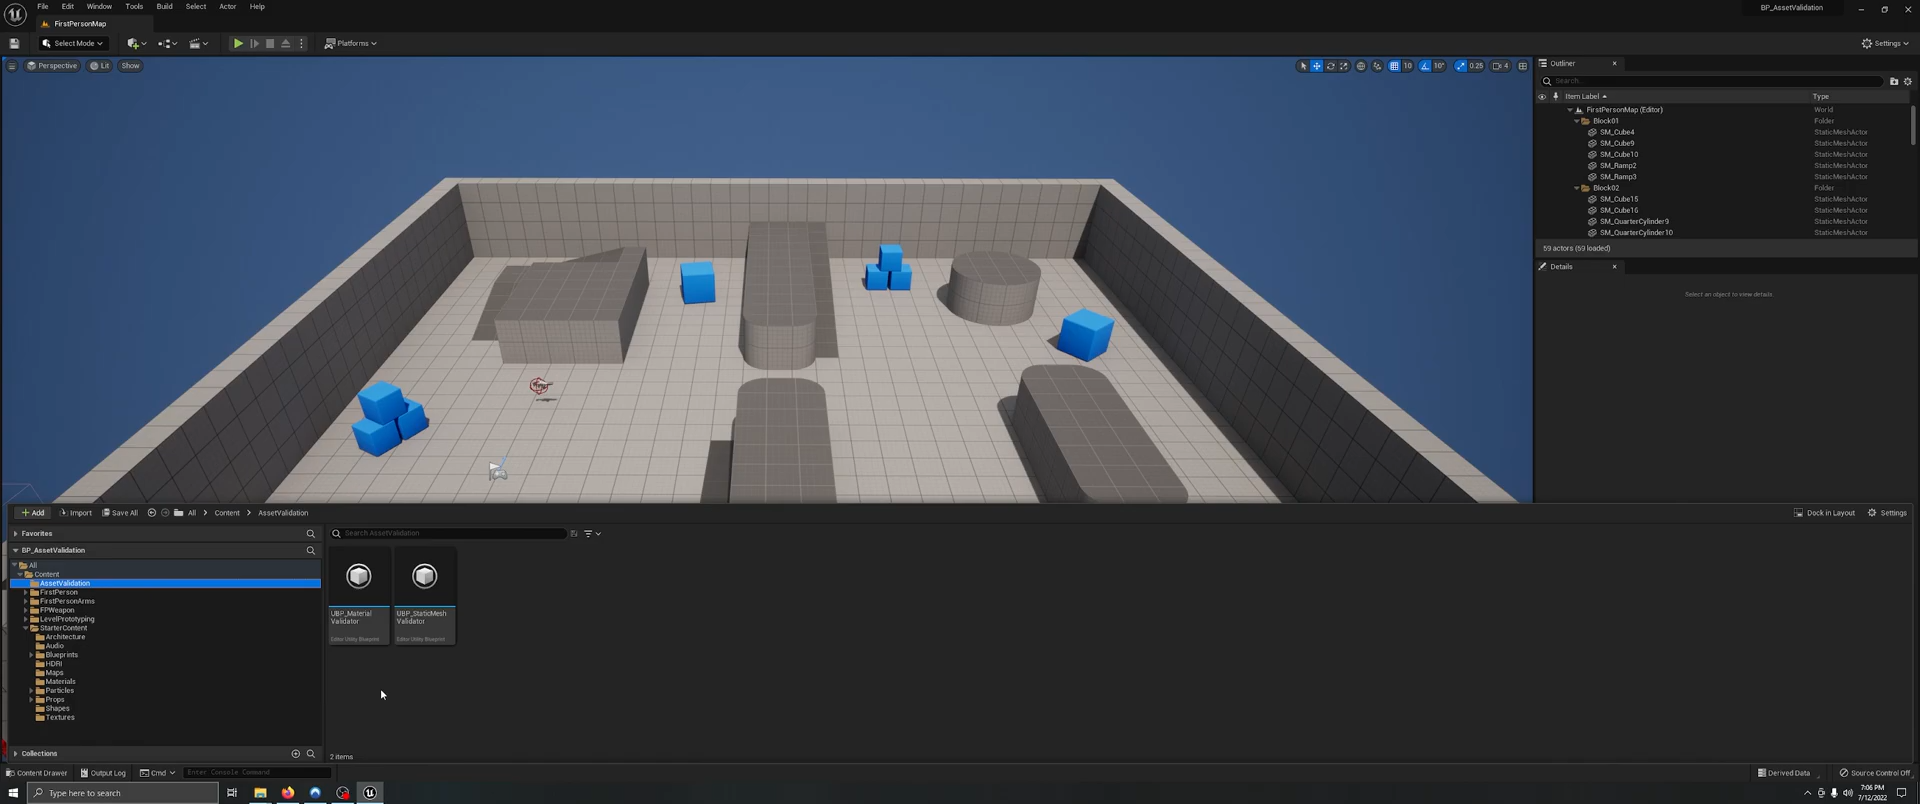 File Edit Window Tools Build Select Actor Help
BP_AssetValidation
FirstPersonMap
Select Mode
Platforms
Settings
Perspective Lit Show
10 10° 0.25 4
Outliner
Search...
Item Label Type
FirstPersonMap (Editor) World
Block01 Folder
SM_Cube4 StaticMeshActor
SM_Cube9 StaticMeshActor
SM_Cube10 StaticMeshActor
SM_Ramp2 StaticMeshActor
SM_Ramp3 StaticMeshActor
Block02 Folder
SM_Cube15 StaticMeshActor
SM_Cube16 StaticMeshActor
SM_QuarterCylinder9 StaticMeshActor
SM_QuarterCylinder10 StaticMeshActor
59 actors (59 loaded)
Details
Select an object to view details.
Add Import Save All All Content AssetValidation
Dock in Layout Settings
Favorites
Search AssetValidation
BP_AssetValidation
All
Content
AssetValidation
FirstPerson
FirstPersonArms
FPWeapon
LevelPrototyping
StarterContent
Architecture
Audio
Blueprints
HDRI
Maps
Materials
Particles
Props
Shapes
Textures
UBP_Material
Validator
Editor Utility Blueprint
UBP_StaticMesh
Validator
Editor Utility Blueprint
Collections
2 items
Content Drawer Output Log Cmd Enter Console Command
Derived Data Source Control Off
Type here to search
7:06 PM
7/12/2022